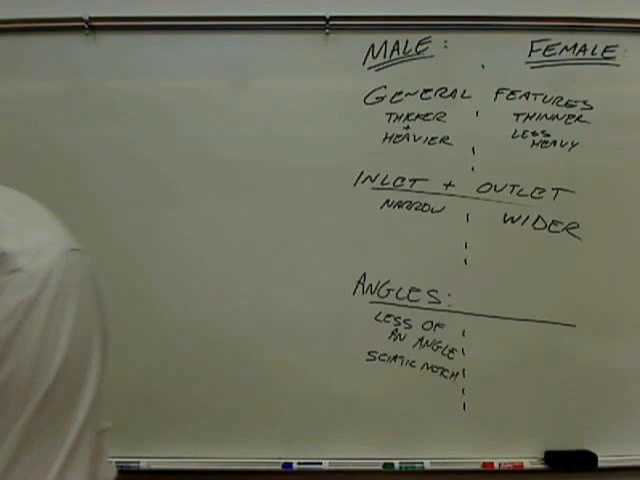 MALE: FEMALE:
GENERAL FEATURES
THICKER THINNER
+ LESS
HEAVIER HEAVY
INLET + OUTLET
NARROW WIDER
ANGLES:
LESS OF
AN ANGLE
SCIATIC NOTCH